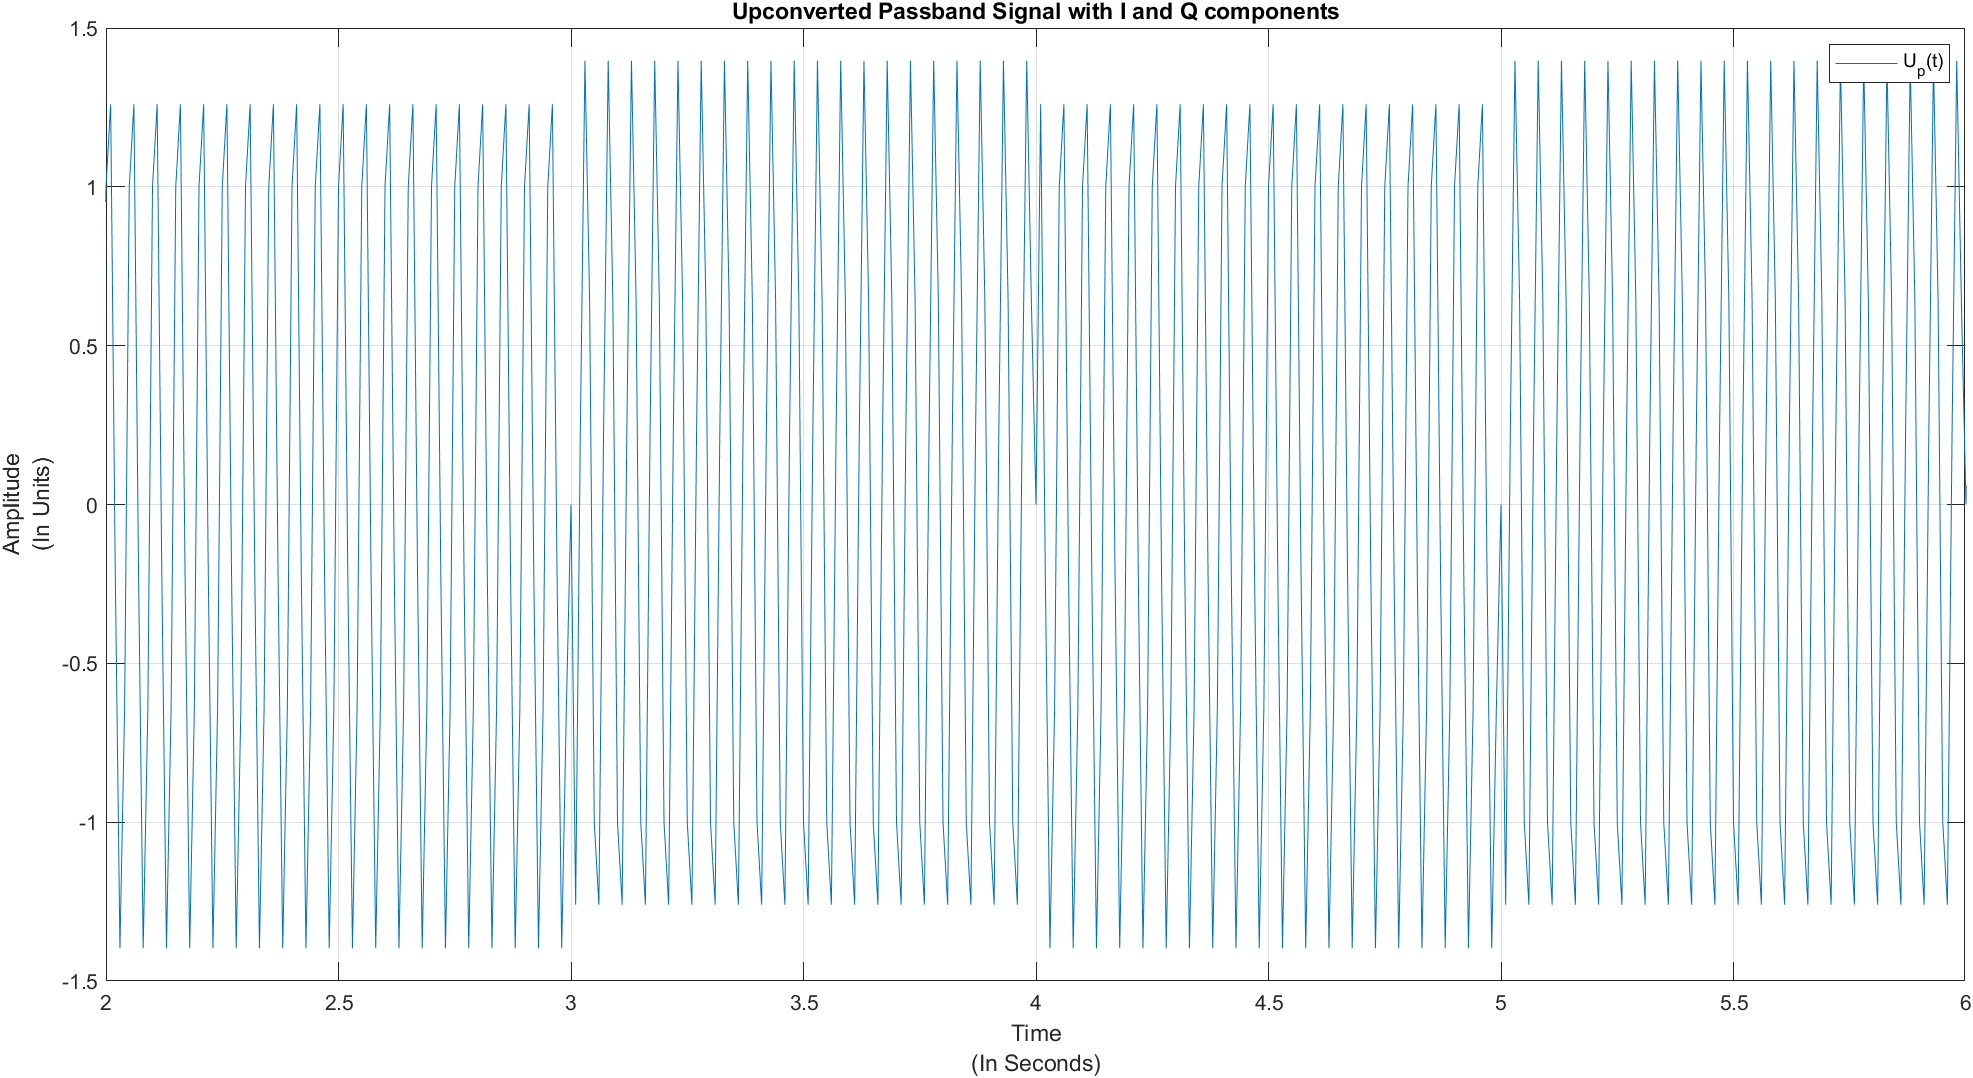 Upconverted Passband Signal with I and Q components
U_p(t)
1.5
1
0.5
0
-0.5
-1
-1.5
Amplitude
(In Units)
2
2.5
3
3.5
4
4.5
5
5.5
6
Time
(In Seconds)